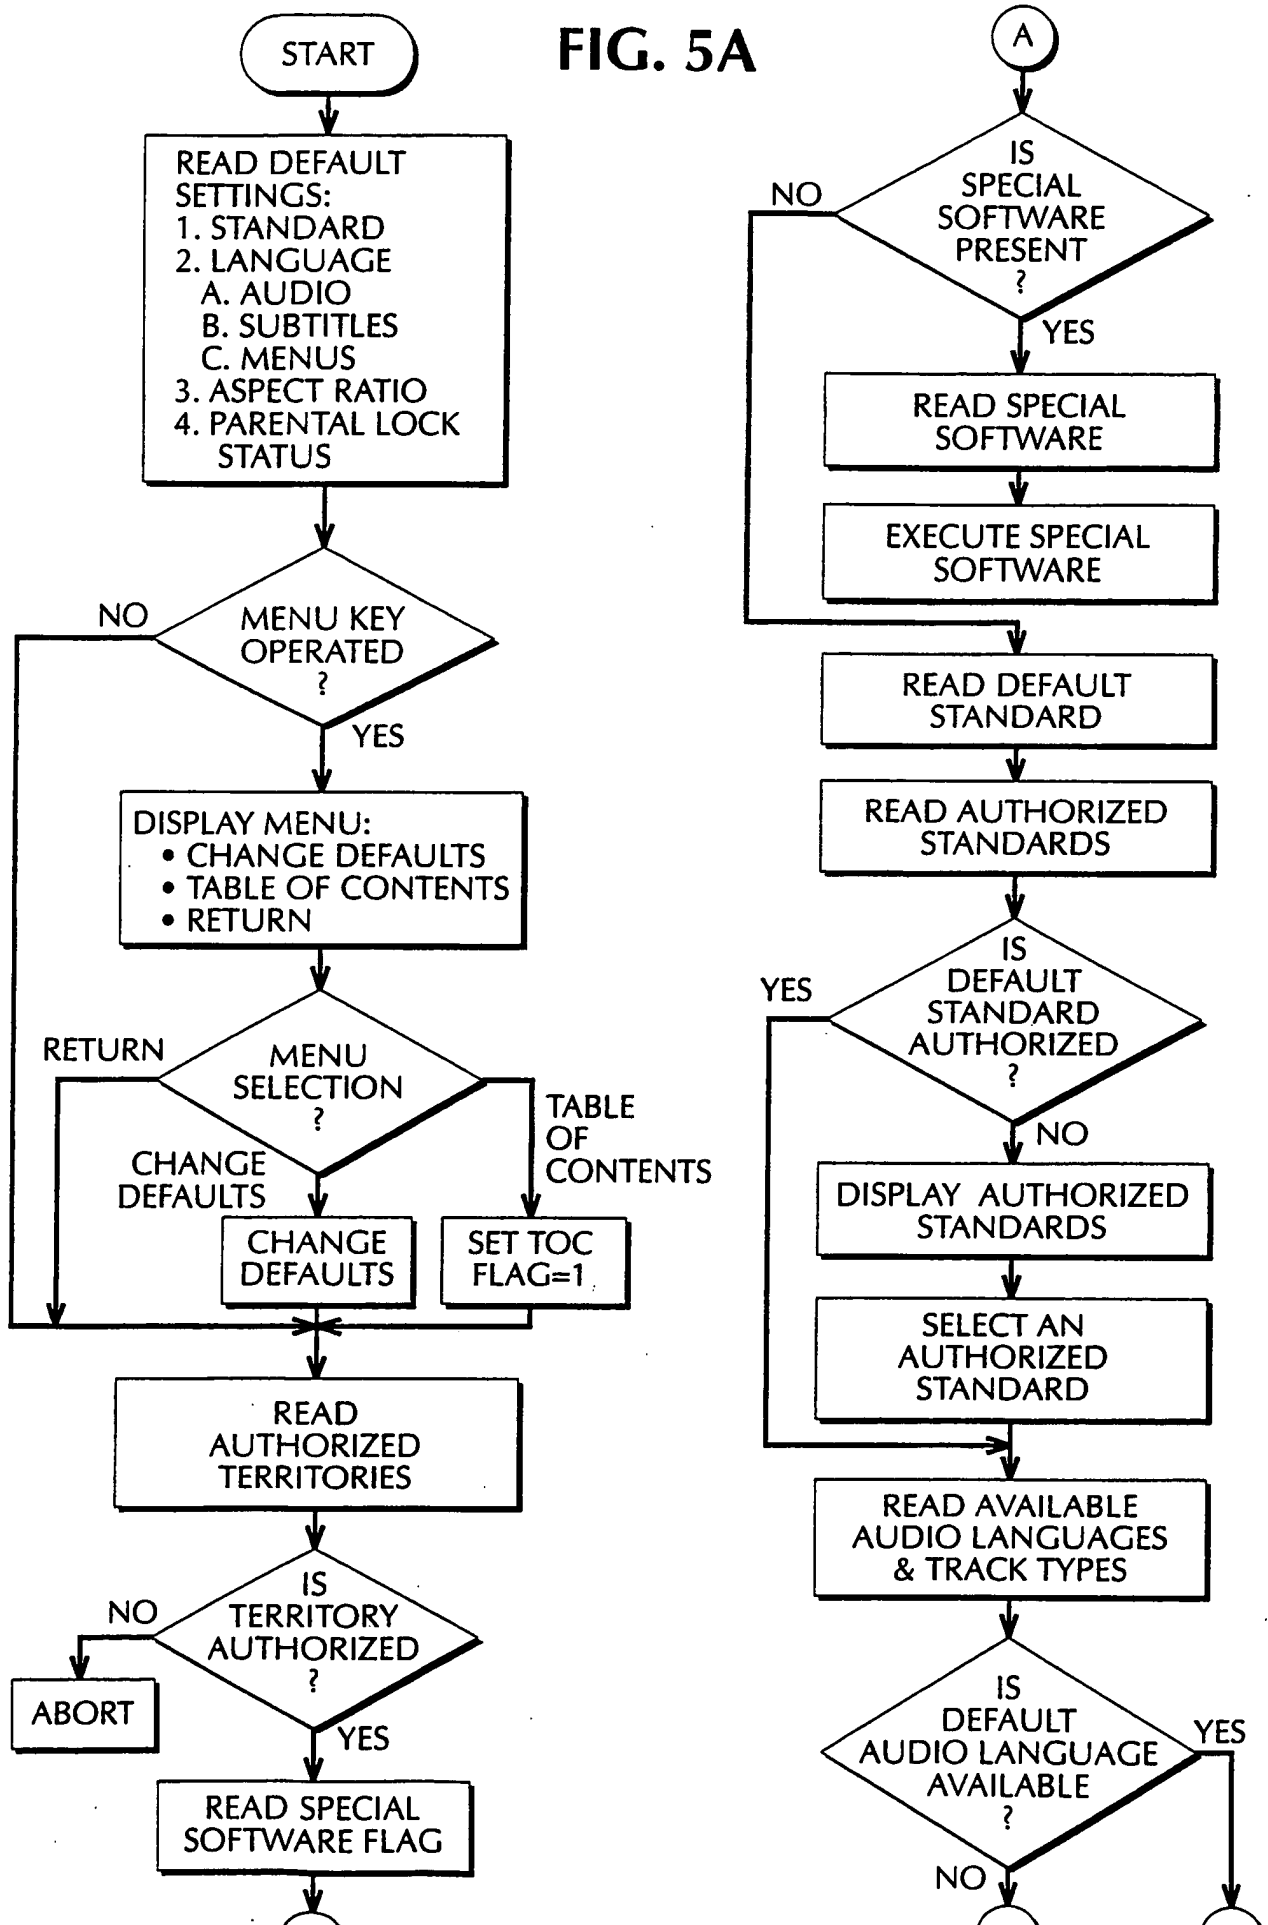 FIG. 5A
START
READ DEFAULT
SETTINGS:
1. STANDARD
2. LANGUAGE
A. AUDIO
B. SUBTITLES
C. MENUS
3. ASPECT RATIO
4. PARENTAL LOCK
STATUS
NO
MENU KEY
OPERATED
?
YES
DISPLAY MENU:
• CHANGE DEFAULTS
• TABLE OF CONTENTS
• RETURN
RETURN
MENU
SELECTION
?
TABLE
OF
CONTENTS
CHANGE
DEFAULTS
CHANGE
DEFAULTS
SET TOC
FLAG=1
READ
AUTHORIZED
TERRITORIES
NO
IS
TERRITORY
AUTHORIZED
?
ABORT
YES
READ SPECIAL
SOFTWARE FLAG
A
NO
IS
SPECIAL
SOFTWARE
PRESENT
?
YES
READ SPECIAL
SOFTWARE
EXECUTE SPECIAL
SOFTWARE
READ DEFAULT
STANDARD
READ AUTHORIZED
STANDARDS
YES
IS
DEFAULT
STANDARD
AUTHORIZED
?
NO
DISPLAY AUTHORIZED
STANDARDS
SELECT AN
AUTHORIZED
STANDARD
READ AVAILABLE
AUDIO LANGUAGES
& TRACK TYPES
IS
DEFAULT
AUDIO LANGUAGE
AVAILABLE
?
YES
NO